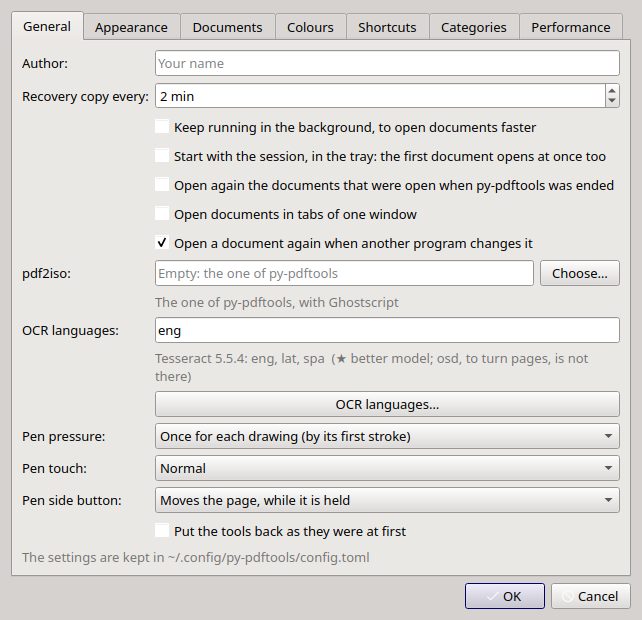 General Appearance Documents Colours Shortcuts Categories Performance
Author: Your name
Recovery copy every: 2 min
Keep running in the background, to open documents faster
Start with the session, in the tray: the first document opens at once too
Open again the documents that were open when py-pdftools was ended
Open documents in tabs of one window
Open a document again when another program changes it
pdf2iso: Empty: the one of py-pdftools Choose...
The one of py-pdftools, with Ghostscript
OCR languages: eng
Tesseract 5.5.4: eng, lat, spa (★ better model; osd, to turn pages, is not
there)
OCR languages...
Pen pressure: Once for each drawing (by its first stroke)
Pen touch: Normal
Pen side button: Moves the page, while it is held
Put the tools back as they were at first
The settings are kept in ~/.config/py-pdftools/config.toml
OK Cancel